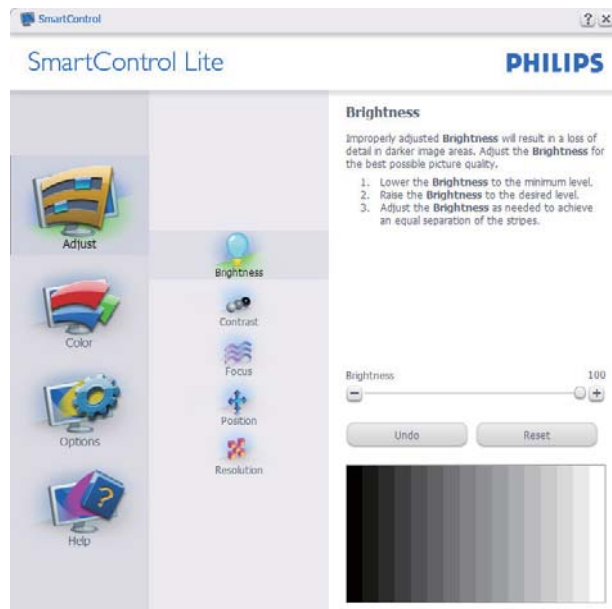 SmartControl
? x
SmartControl Lite
PHILIPS
Adjust
Color
Options
Help
Brightness
Contrast
Focus
Position
Resolution
Brightness
Improperly adjusted Brightness will result in a loss of
detail in darker image areas. Adjust the Brightness for
the best possible picture quality.
1. Lower the Brightness to the minimum level.
2. Raise the Brightness to the desired level.
3. Adjust the Brightness as needed to achieve
an equal separation of the stripes.
Brightness 100
Undo Reset